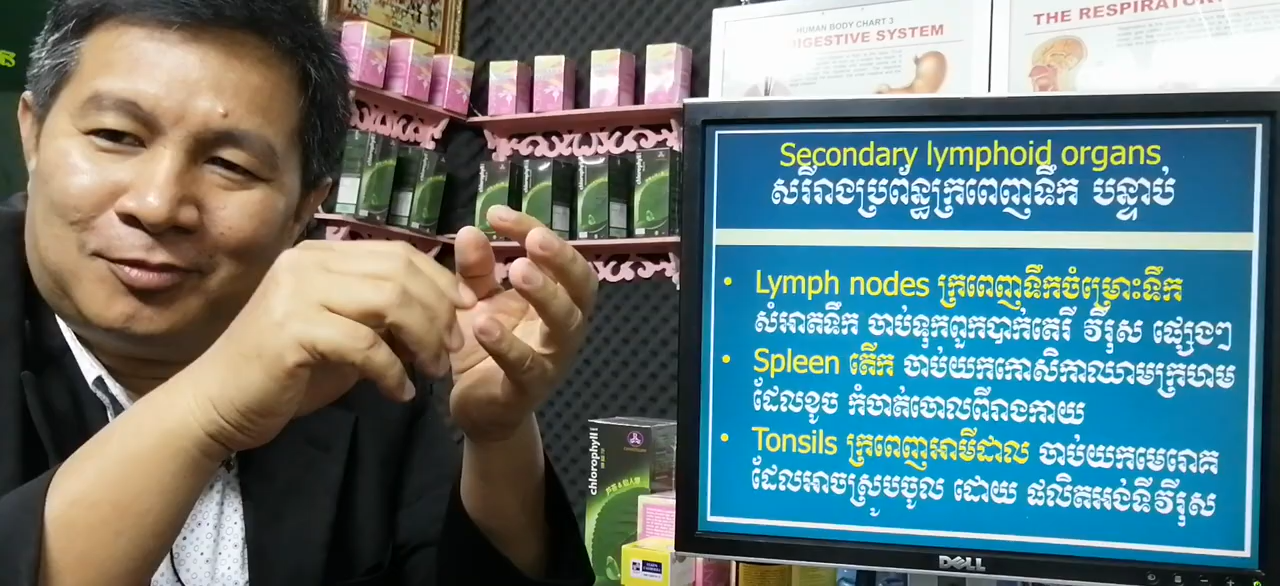 HUMAN BODY CHART 3
DIGESTIVE SYSTEM
THE RESPIRATORY
Secondary lymphoid organs
សរីរាងប្រព័ន្ធក្រពេញទឹក បន្ទាប់
• Lymph nodes ក្រពេញទឹកចំម្រោះទឹក
សំអាតទឹក ចាប់ទុកពួកបាក់តេរី វីរុស ផ្សេងៗ
• Spleen តើក ចាប់យកកោសិកាឈាមក្រហម
ដែលខូច កំចាត់ចោលពីរាងកាយ
• Tonsils ក្រពេញអាមីដាល ចាប់យកមេរោគ
ដែលអាចស្រូបចូល ដោយ ផលិតអង់ទីវីរុស
chlorophyll
DELL